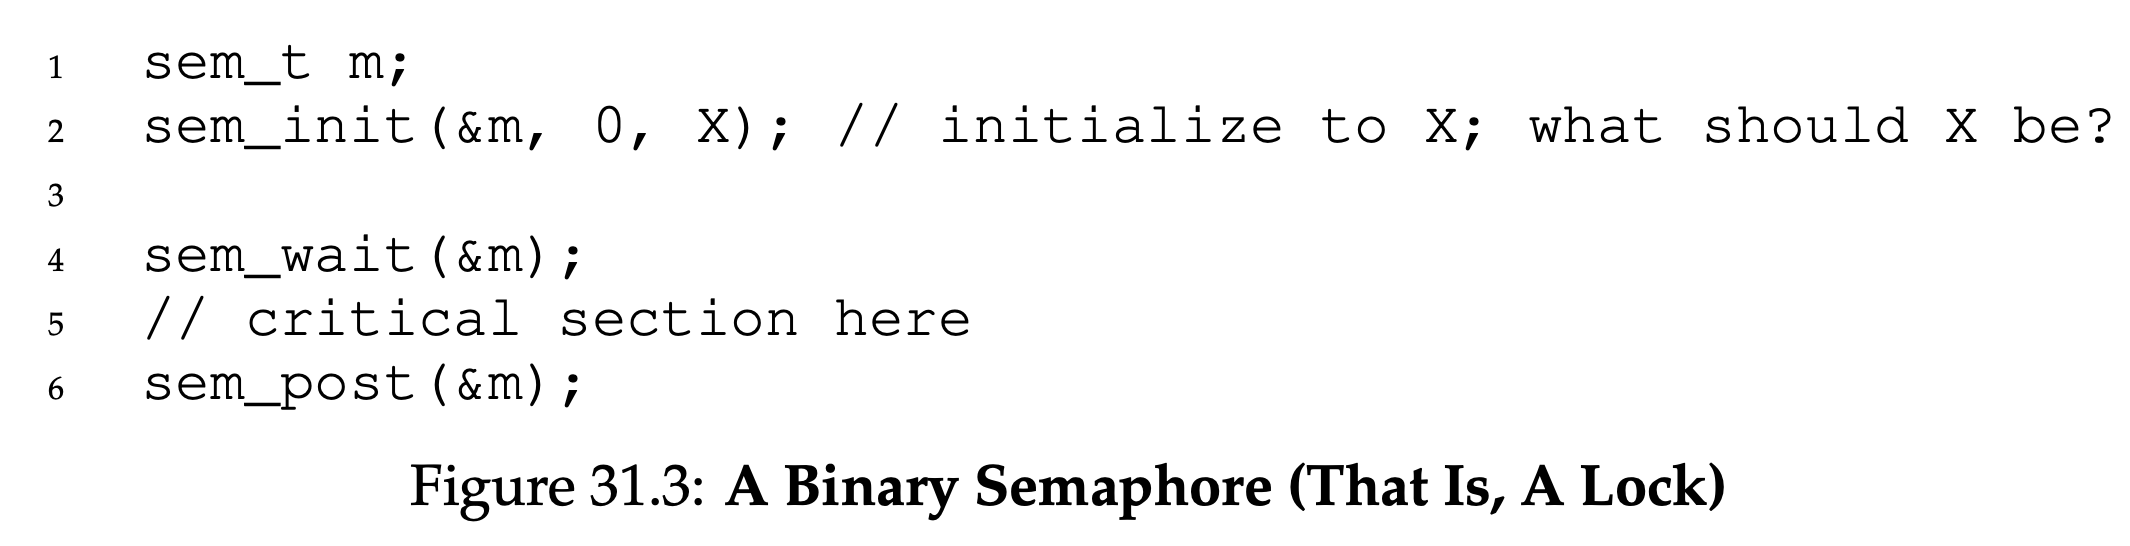 1 sem_t m;
2 sem_init(&m, 0, X); // initialize to X; what should X be?
3
4 sem_wait(&m);
5 // critical section here
6 sem_post(&m);
Figure 31.3: A Binary Semaphore (That Is, A Lock)